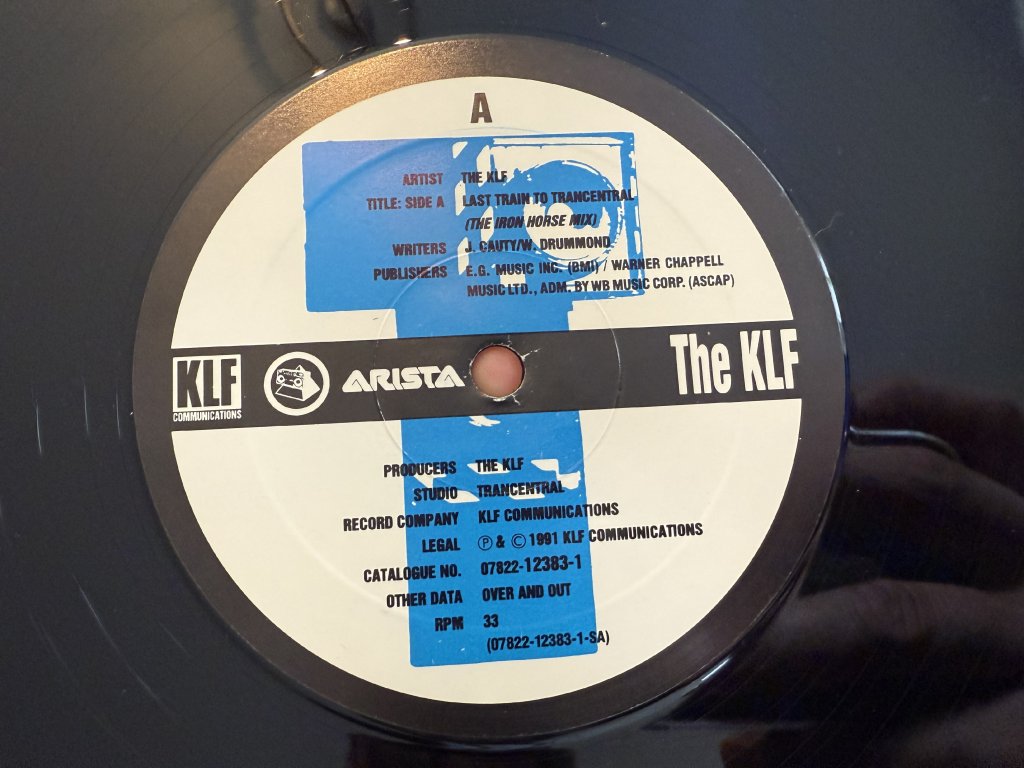 A
ARTIST THE KLF
TITLE: SIDE A LAST TRAIN TO TRANCENTRAL
(THE IRON HORSE MIX)
WRITERS J. CAUTY/W. DRUMMOND
PUBLISHERS E.G. MUSIC INC. (BMI) / WARNER CHAPPELL
MUSIC LTD., ADM. BY WB MUSIC CORP. (ASCAP)
KLF
COMMUNICATIONS
ARISTA
The KLF
PRODUCERS THE KLF
STUDIO TRANCENTRAL
RECORD COMPANY KLF COMMUNICATIONS
LEGAL Ⓟ & © 1991 KLF COMMUNICATIONS
CATALOGUE NO. 07822-12383-1
OTHER DATA OVER AND OUT
RPM 33
(07822-12383-1-SA)